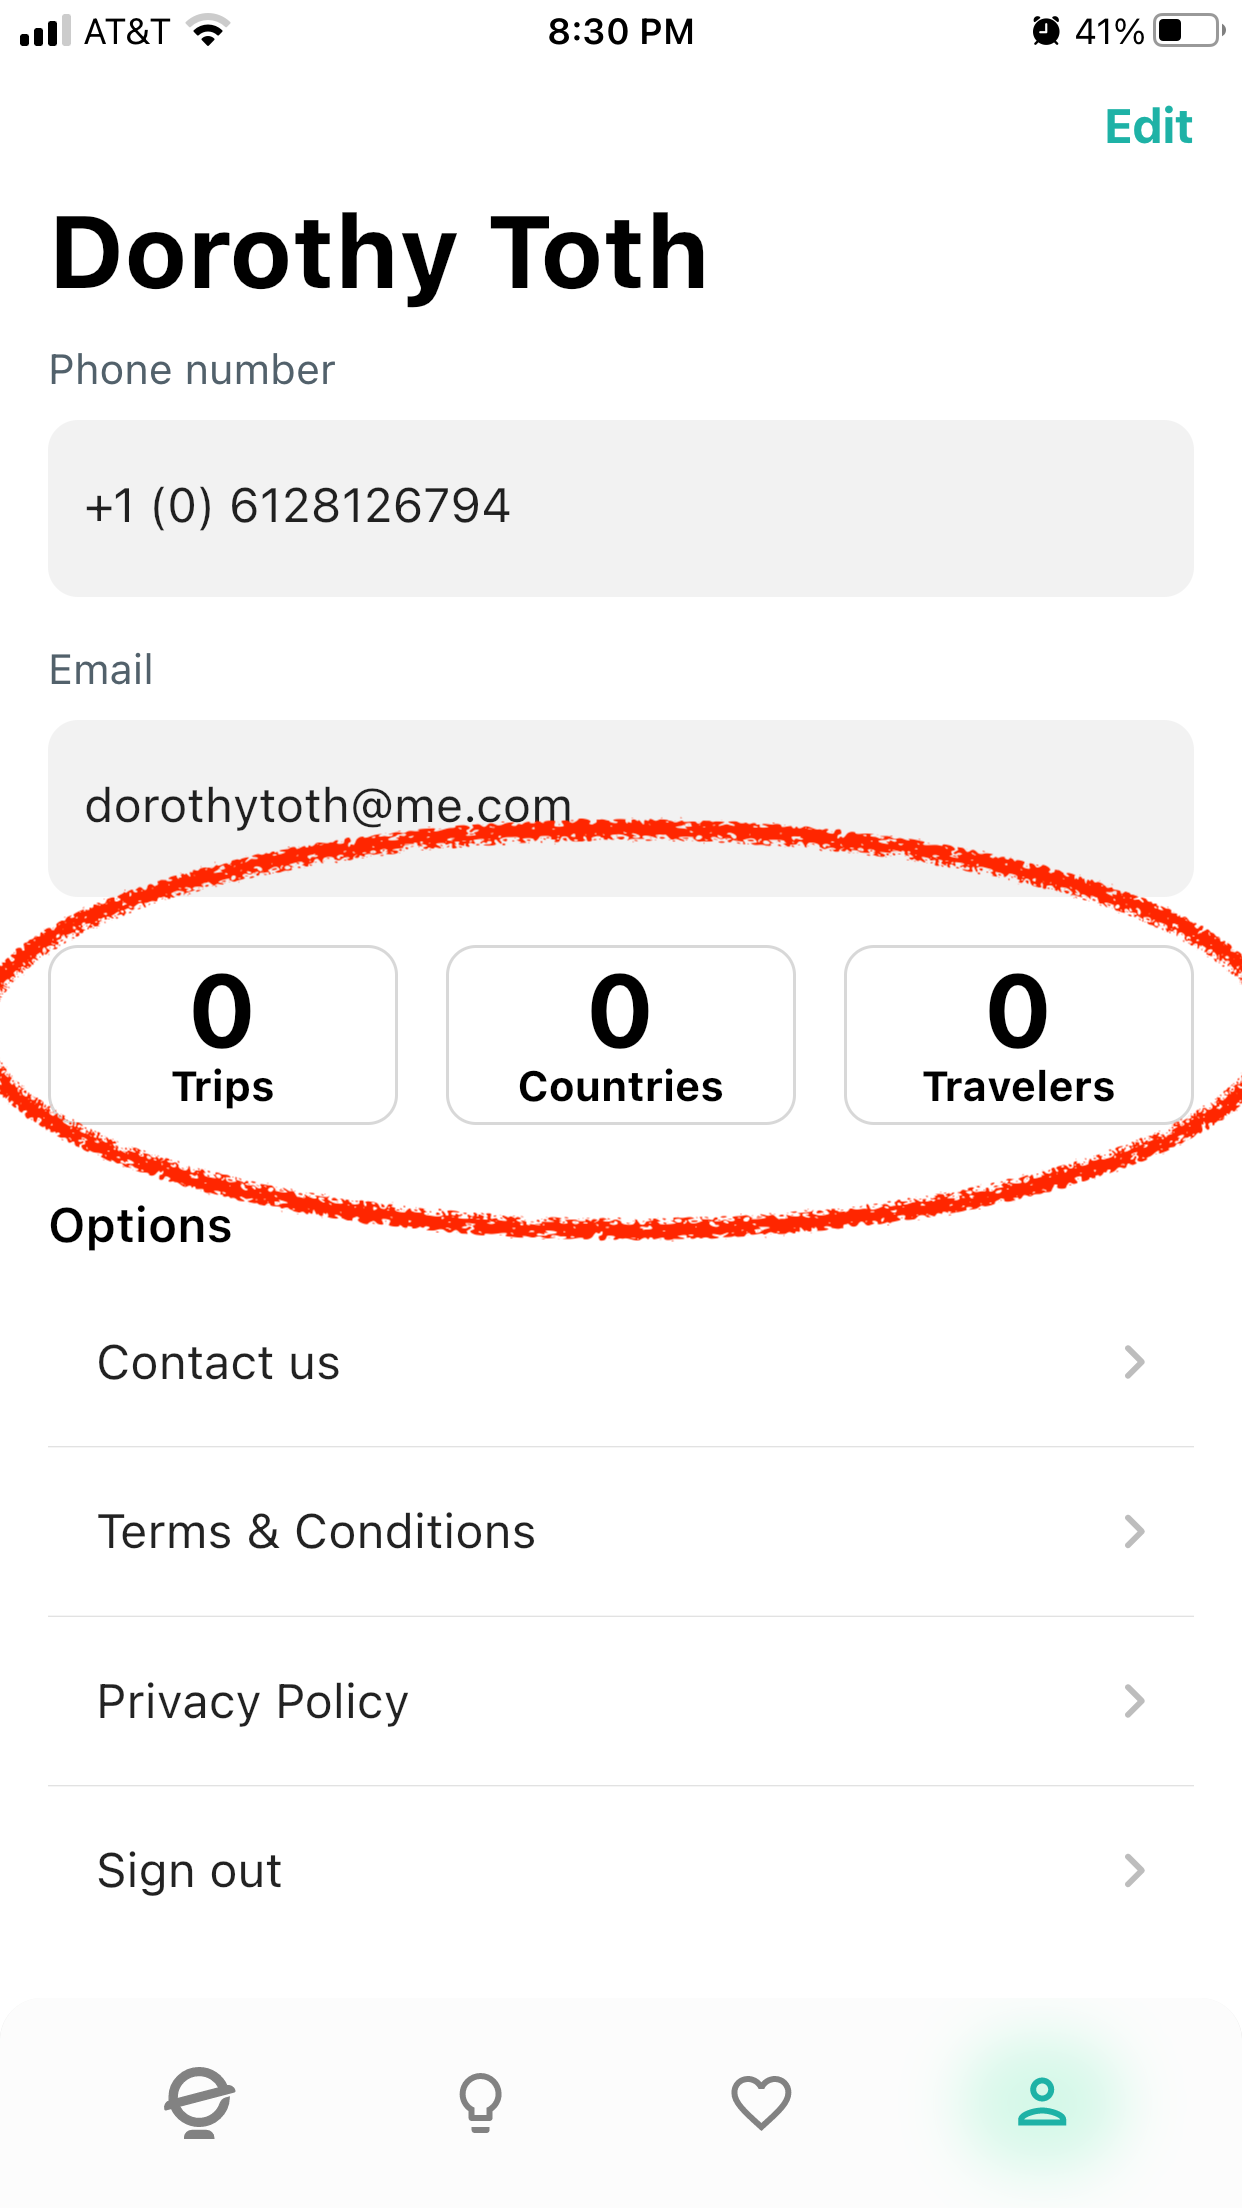 AT&T 8:30 PM 41%
Edit
Dorothy Toth
Phone number
+1 (0) 6128126794
Email
dorothytoth@me.com
0 0 0
Trips Countries Travelers
Options
Contact us
Terms & Conditions
Privacy Policy
Sign out